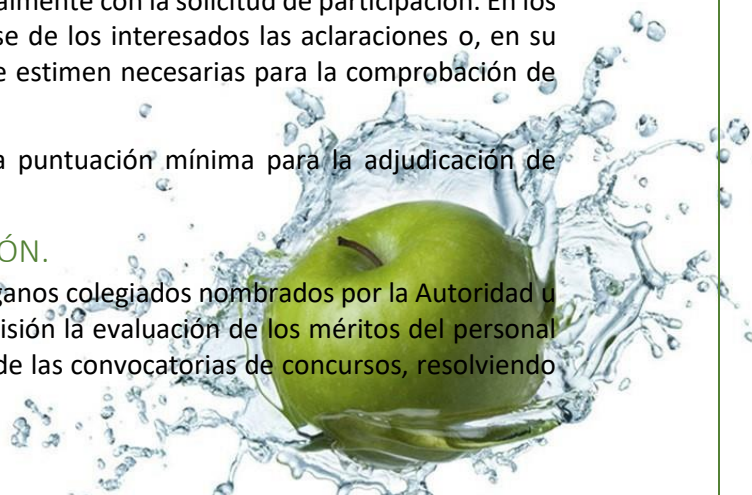 almente con la solicitud de participación. En los
se de los interesados las aclaraciones o, en su
e estimen necesarias para la comprobación de
a puntuación mínima para la adjudicación de
ÓN.
ganos colegiados nombrados por la Autoridad u
isión la evaluación de los méritos del personal
de las convocatorias de concursos, resolviendo